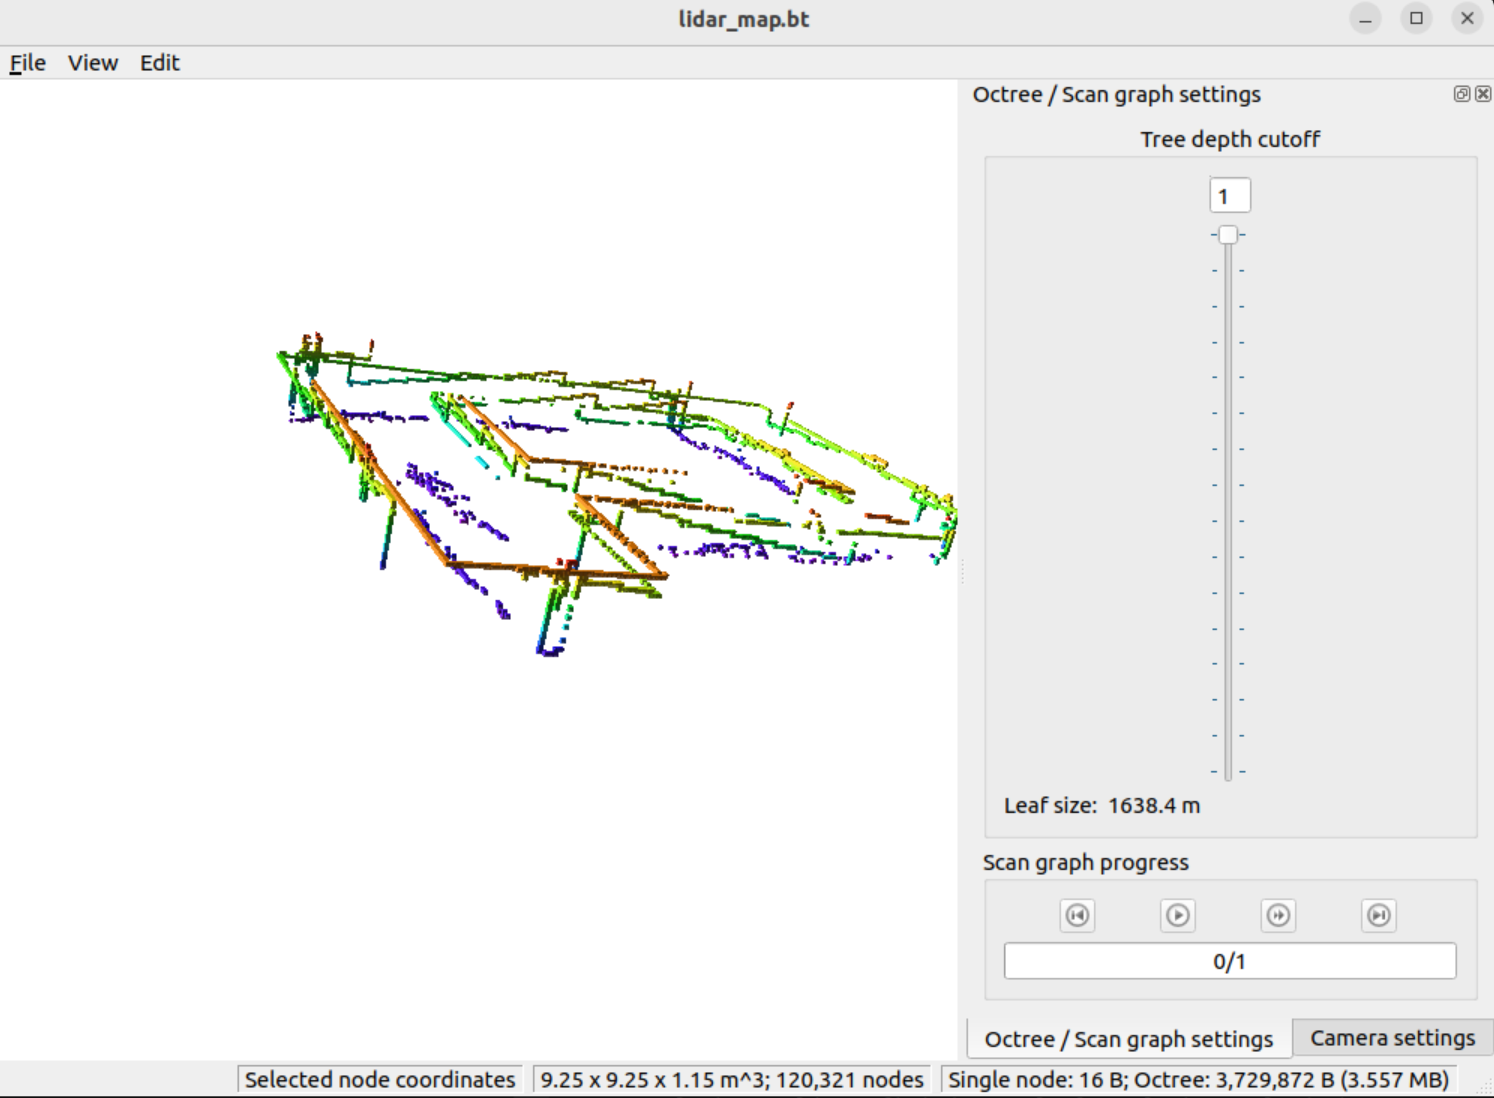 lidar_map.bt
File View Edit
Octree / Scan graph settings
Tree depth cutoff
1
Leaf size: 1638.4 m
Scan graph progress
0/1
Octree / Scan graph settings Camera settings
Selected node coordinates 9.25 x 9.25 x 1.15 m^3; 120,321 nodes Single node: 16 B; Octree: 3,729,872 B (3.557 MB)